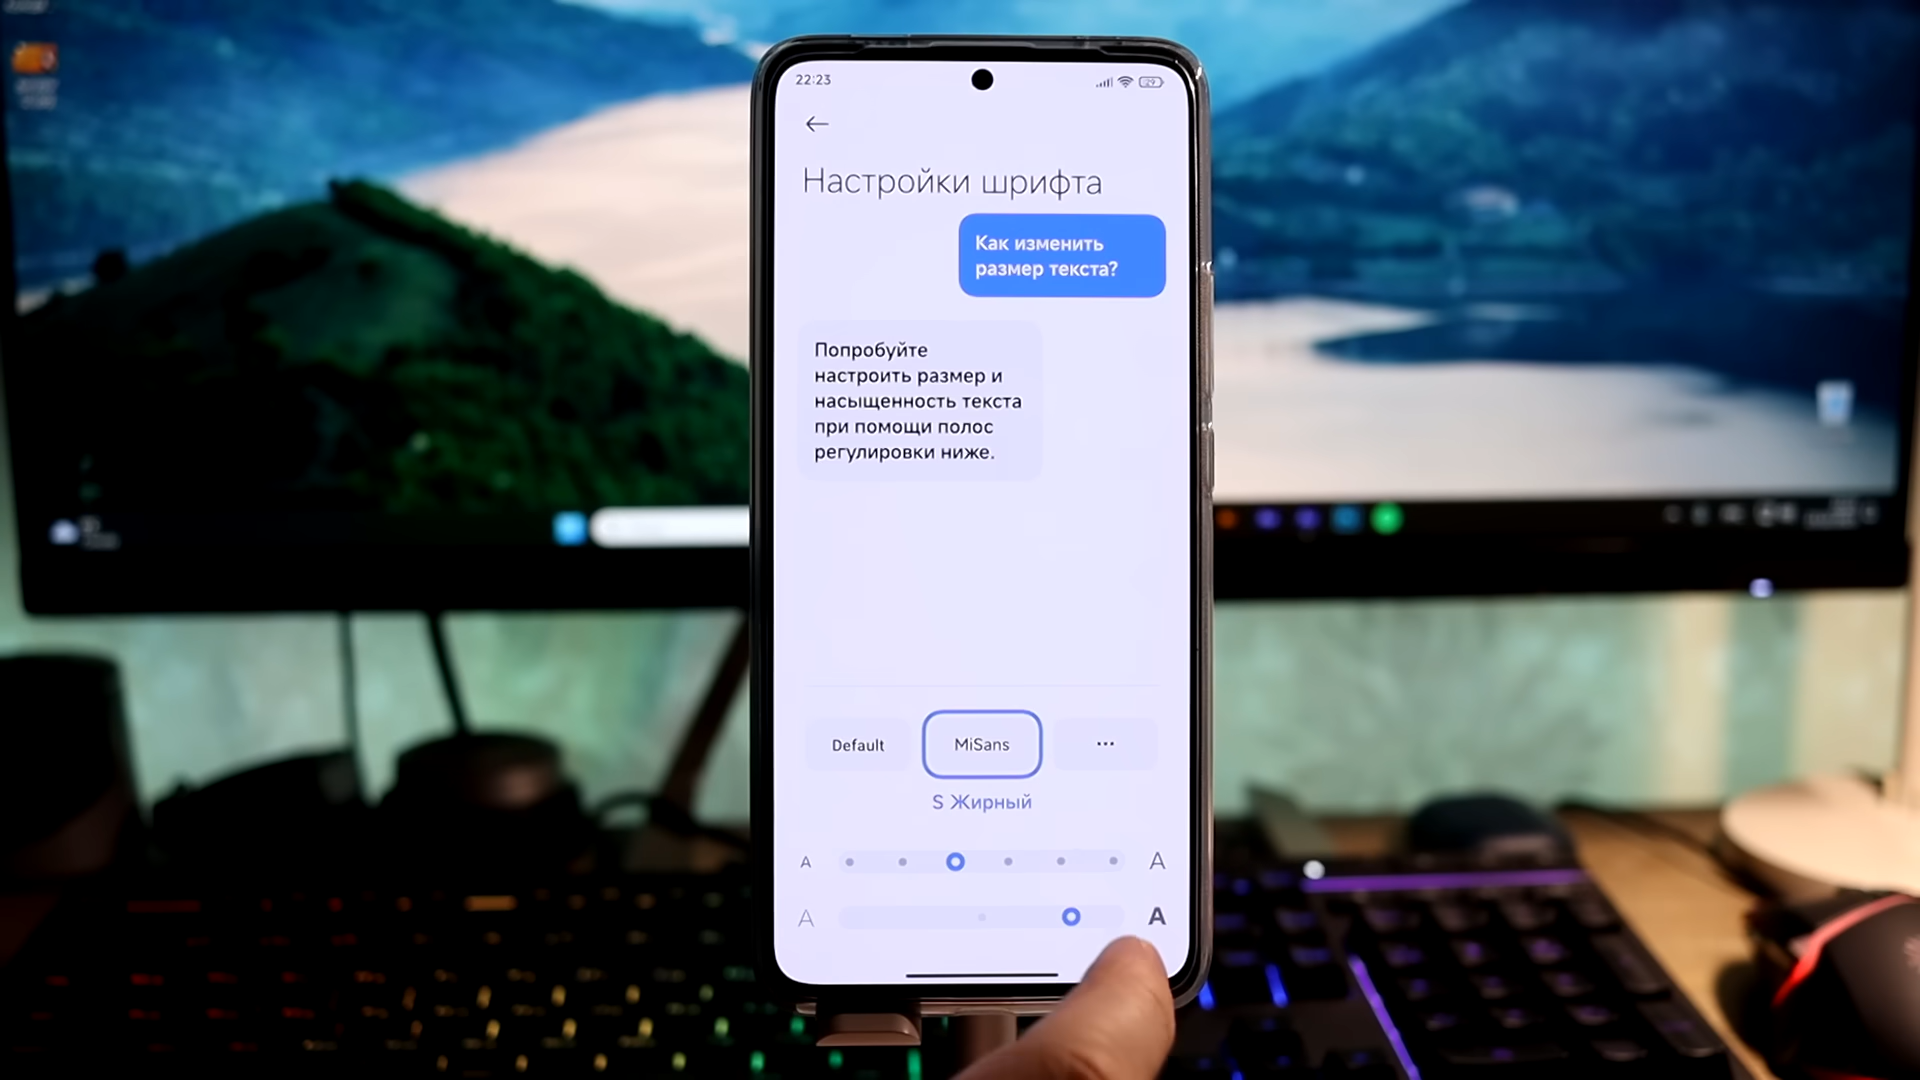 22:23
29
Настройки шрифта
Как изменить
размер текста?
Попробуйте
настроить размер и
насыщенность текста
при помощи полос
регулировки ниже.
Default
MiSans
...
S Жирный
A
A
A
A